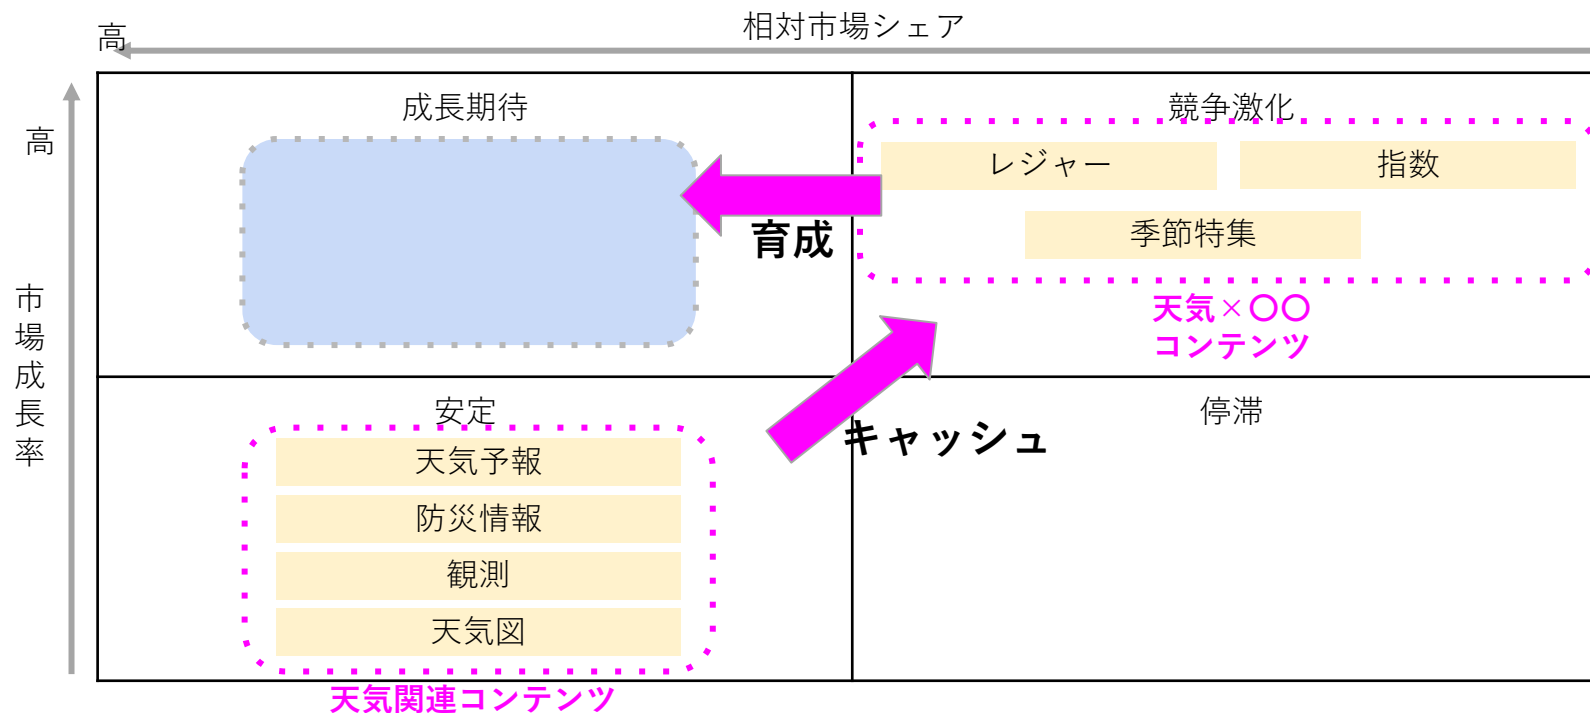 相対市場シェア
高
高
市場成長率
成長期待
競争激化
レジャー
指数
季節特集
育成
天気×〇〇
コンテンツ
キャッシュ
安定
天気予報
防災情報
観測
天気図
天気関連コンテンツ
停滞